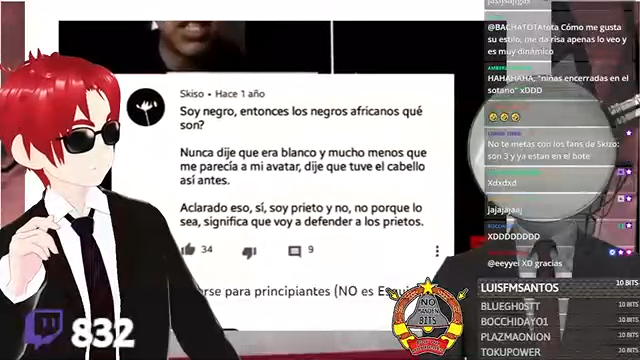 Skiso • Hace 1 año
Soy negro, entonces los negros africanos qué
son?
Nunca dije que era blanco y mucho menos que
me parecía a mi avatar, dije que tuve el cabello
así antes.
Aclarado eso, sí, soy prieto y no, no porque lo
sea, significa que voy a defender a los prietos.
34
9
erse para principiantes (NO es
NO
MANDEN
BITS
832
@BACHATOTAtota Cómo me gusta
su estilo, me da risa apenas lo veo y
es muy dinámico
HAHAHAHA, "niñas encerradas en el
sotano" xDDD
No te metas con los fans de Skizo:
son 3 y ya estan en el bote
Xdxdxd
jajajajaaj
XDDDDDDDD
@eeyyei XD gracias
LUISFMSANTOS 10 BITS
BLUEGH0STT 10 BITS
BOCCHIDAYO1 10 BITS
PLAZMAONION 10 BITS
TOKUPOWER 10 BITS